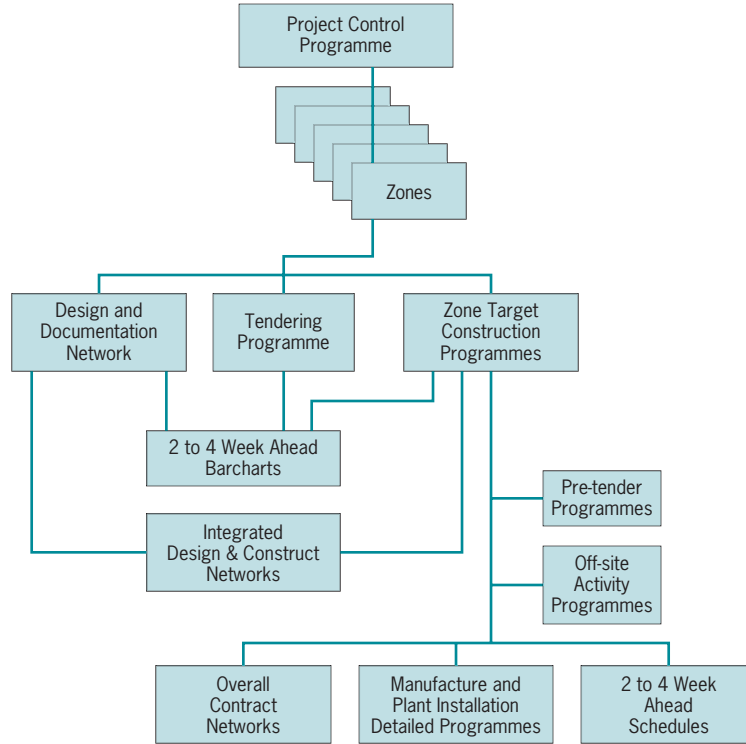 Project Control
Programme
Zones
Design and
Documentation
Network
Tendering
Programme
Zone Target
Construction
Programmes
2 to 4 Week Ahead
Barcharts
Pre-tender
Programmes
Integrated
Design & Construct
Networks
Off-site
Activity
Programmes
Overall
Contract
Networks
Manufacture and
Plant Installation
Detailed Programmes
2 to 4 Week
Ahead
Schedules